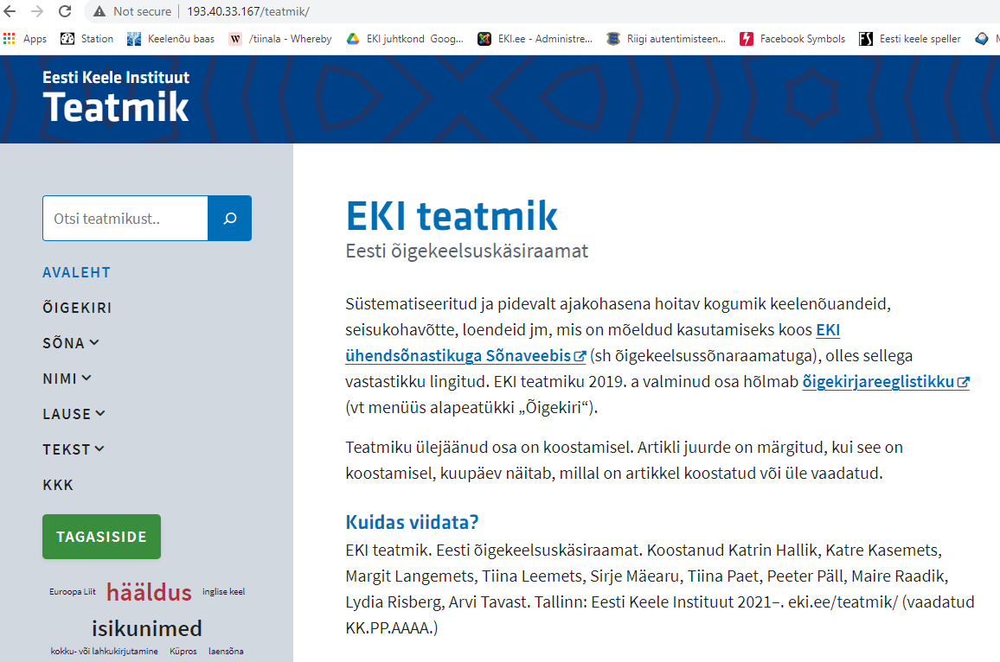 Not secure | 193.40.33.167/teatmik/
Apps Station Keelenõu baas /tiinala - Whereby EKI juhtkond Goog... EKI.ee - Administre... Riigi autentimisteen... Facebook Symbols Eesti keele speller
Eesti Keele Instituut
Teatmik
Otsi teatmikust..
AVALEHT
ÕIGEKIRI
SÕNA
NIMI
LAUSE
TEKST
KKK
TAGASISIDE
Euroopa Liit hääldus inglise keel
isikunimed
kokku- või lahkukirjutamine Küpros laensõna
EKI teatmik
Eesti õigekeelsuskäsiraamat
Süstematiseeritud ja pidevalt ajakohasena hoitav kogumik keelenõuandeid,
seisukohavõtte, loendeid jm, mis on mõeldud kasutamiseks koos EKI
ühendsõnastikuga Sõnaveebis (sh õigekeelsussõnaraamatuga), olles sellega
vastastikku lingitud. EKI teatmiku 2019. a valminud osa hõlmab õigekirjareeglistikku
(vt menüüs alapeatükki „Õigekiri“).
Teatmiku ülejäänud osa on koostamisel. Artikli juurde on märgitud, kui see on
koostamisel, kuupäev näitab, millal on artikkel koostatud või üle vaadatud.
Kuidas viidata?
EKI teatmik. Eesti õigekeelsuskäsiraamat. Koostanud Katrin Hallik, Katre Kasemets,
Margit Langemets, Tiina Leemets, Sirje Mäearu, Tiina Paet, Peeter Päll, Maire Raadik,
Lydia Risberg, Arvi Tavast. Tallinn: Eesti Keele Instituut 2021–. eki.ee/teatmik/ (vaadatud
KK.PP.AAAA.)